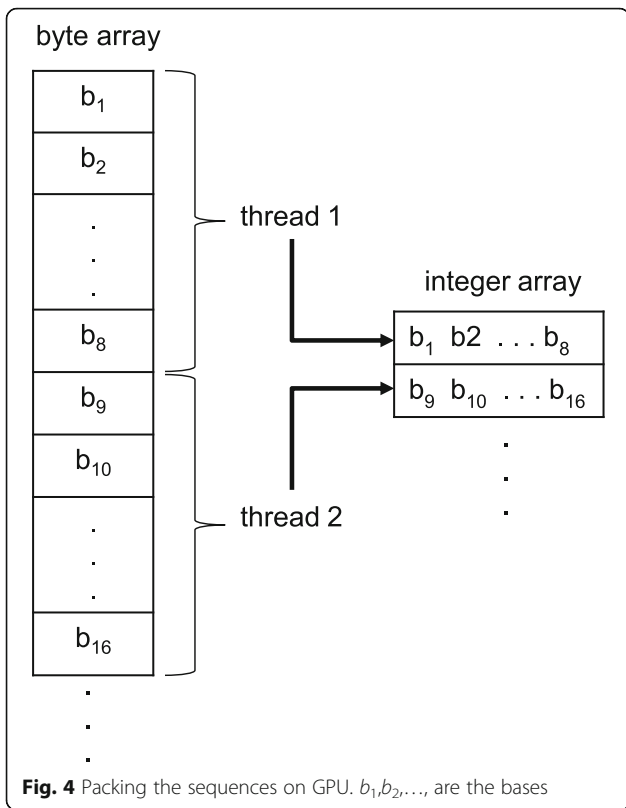 byte array
b₁
b₂
.
.
.
b₈
b₉
b₁₀
.
.
.
b₁₆
.
.
.
thread 1
thread 2
integer array
b₁ b2 . . . b₈
b₉ b₁₀ . . . b₁₆
.
.
.
Fig. 4 Packing the sequences on GPU. b₁,b₂,…, are the bases